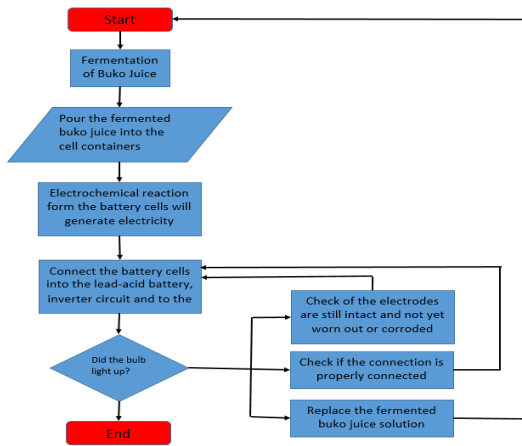 Start
Fermentation
of Buko Juice
Pour the fermented
buko juice into the
cell containers
Electrochemical reaction
form the battery cells will
generate electricity
Connect the battery cells
into the lead-acid battery,
inverter circuit and to the
Check of the electrodes
are still intact and not yet
worn out or corroded
Did the bulb
light up?
Check if the connection is
properly connected
Replace the fermented
buko juice solution
End